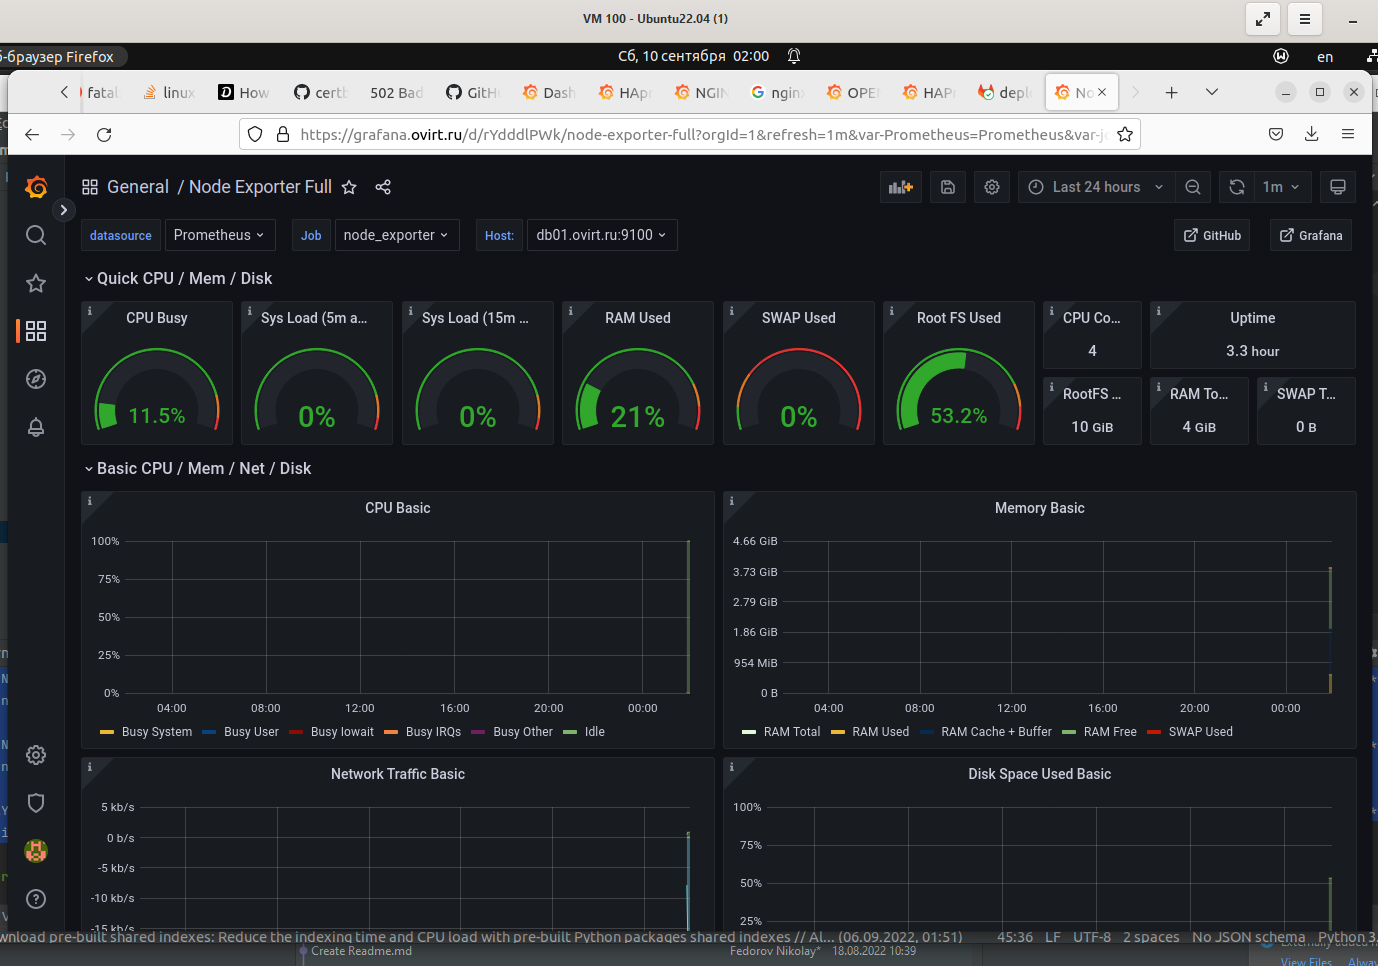 VM 100 - Ubuntu22.04 (1)
б-браузер Firefox
Сб, 10 сентября 02:00
en
fatal
linux
How
certb
502 Bad
GitH
Dash
HApr
NGIN
nginx
OPE
HAPr
deplo
No
https://grafana.ovirt.ru/d/rYdddlPWk/node-exporter-full?orgId=1&refresh=1m&var-Prometheus=Prometheus&var-j
General / Node Exporter Full
Last 24 hours
1m
datasource
Prometheus
Job
node_exporter
Host:
db01.ovirt.ru:9100
GitHub
Grafana
Quick CPU / Mem / Disk
CPU Busy
11.5%
Sys Load (5m a...
0%
Sys Load (15m ...
0%
RAM Used
21%
SWAP Used
0%
Root FS Used
53.2%
CPU Co...
4
Uptime
3.3 hour
RootFS ...
10 GiB
RAM To...
4 GiB
SWAP T...
0 B
Basic CPU / Mem / Net / Disk
CPU Basic
100%
75%
50%
25%
0%
04:00 08:00 12:00 16:00 20:00 00:00
Busy System Busy User Busy Iowait Busy IRQs Busy Other Idle
Memory Basic
4.66 GiB
3.73 GiB
2.79 GiB
1.86 GiB
954 MiB
0 B
04:00 08:00 12:00 16:00 20:00 00:00
RAM Total RAM Used RAM Cache + Buffer RAM Free SWAP Used
Network Traffic Basic
5 kb/s
0 b/s
-5 kb/s
-10 kb/s
-15 kb/s
Disk Space Used Basic
100%
75%
50%
25%
wnload pre-built shared indexes: Reduce the indexing time and CPU load with pre-built Python packages shared indexes // Al... (06.09.2022, 01:51)
45:36 LF UTF-8 2 spaces No JSON schema Python 3.
Create Readme.md
Fedorov Nikolay* 18.08.2022 10:39
View Files Alway